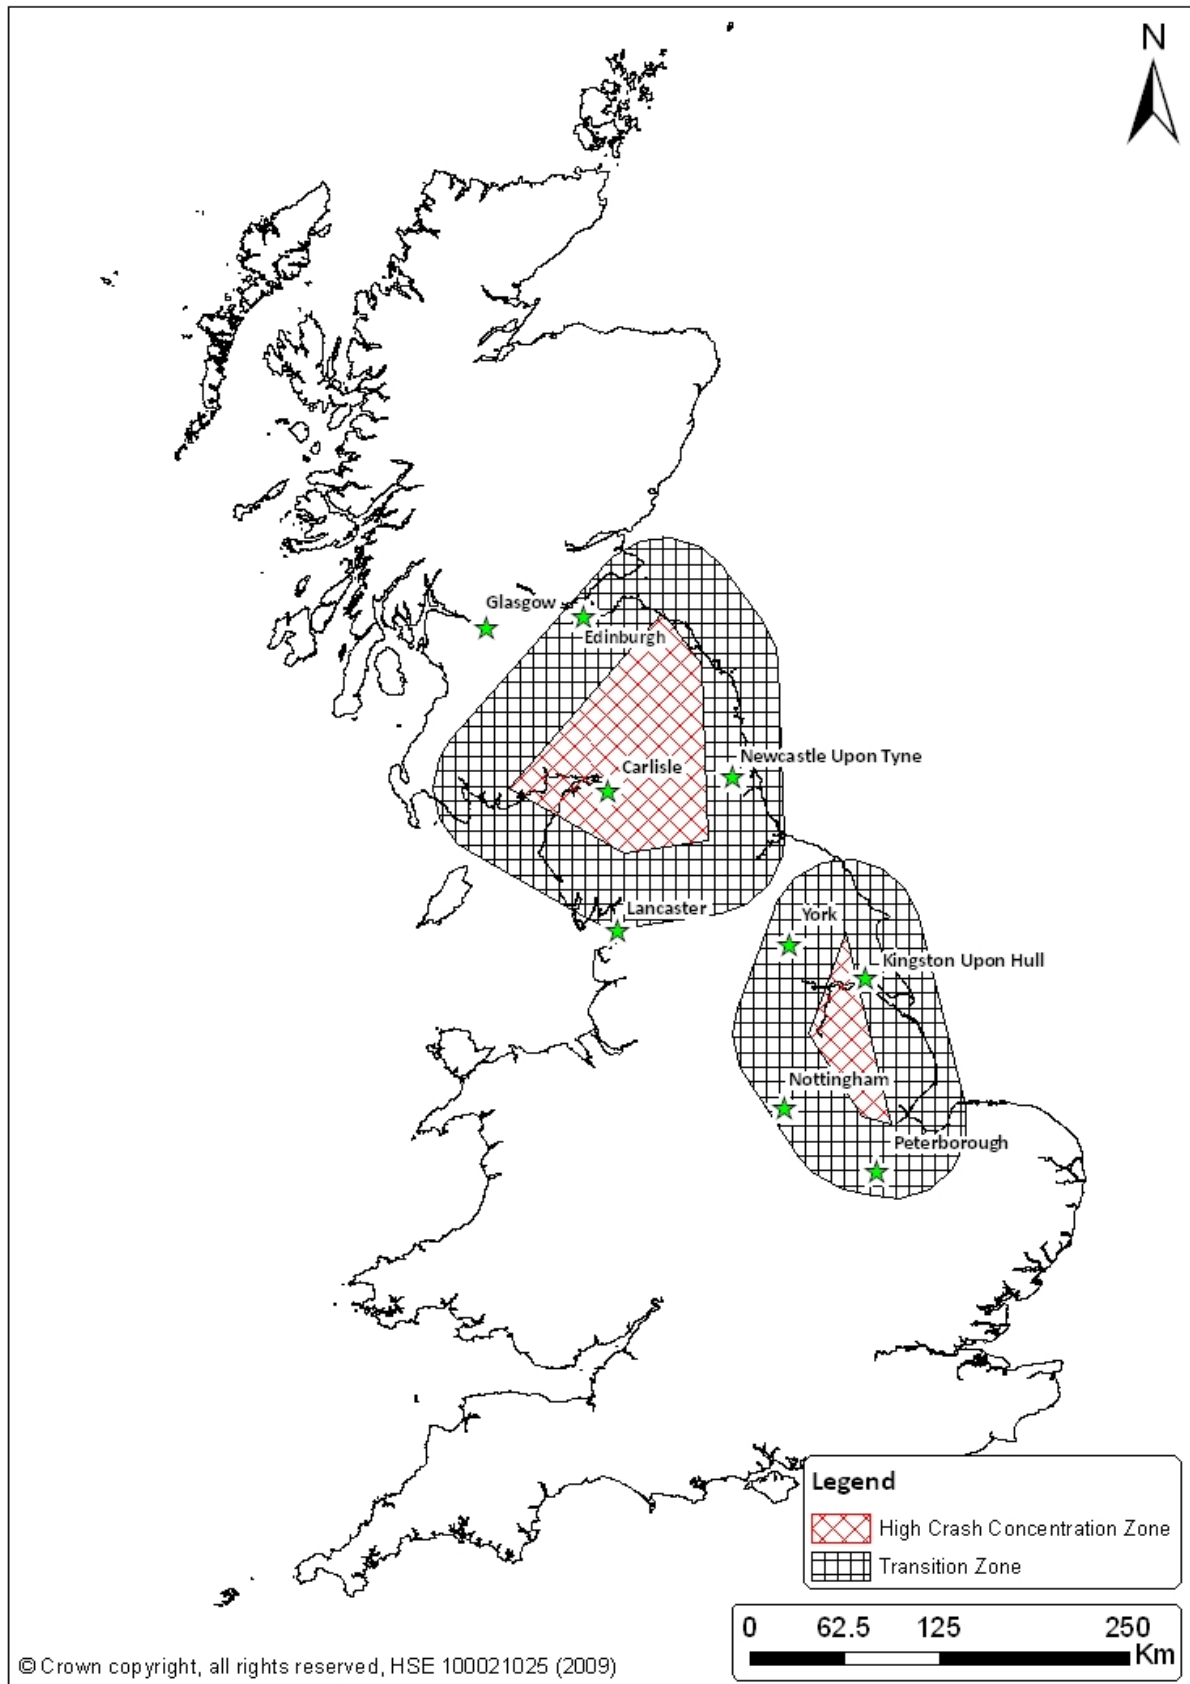 N
Glasgow
Edinburgh
Newcastle Upon Tyne
Carlisle
Lancaster
York
Kingston Upon Hull
Nottingham
Peterborough
Legend
High Crash Concentration Zone
Transition Zone
0 62.5 125 250
Km
© Crown copyright, all rights reserved, HSE 100021025 (2009)